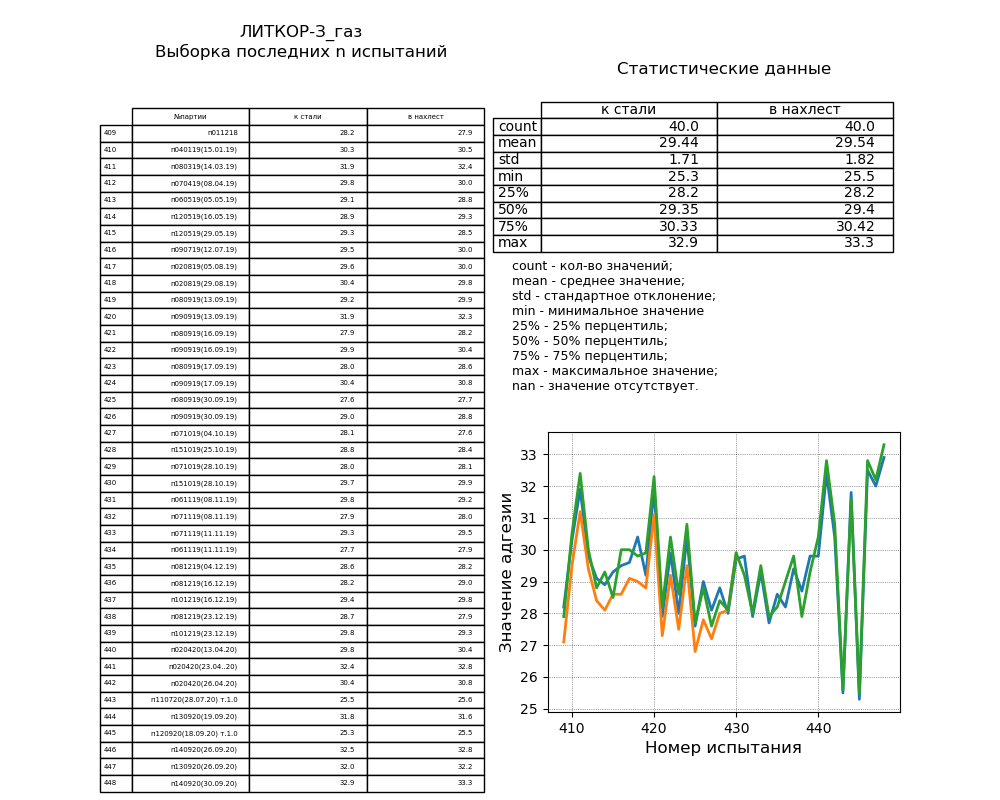 ЛИТКОР-З_газ
Выборка последних n испытаний
№партии к стали в нахлест
409 п011218 28.2 27.9
410 п040119(15.01.19) 30.3 30.5
411 п080319(14.03.19) 31.9 32.4
412 п070419(08.04.19) 29.8 30.0
413 п060519(05.05.19) 29.1 28.8
414 п120519(16.05.19) 28.9 29.3
415 п120519(29.05.19) 29.3 28.5
416 п090719(12.07.19) 29.5 30.0
417 п020819(05.08.19) 29.6 30.0
418 п020819(29.08.19) 30.4 29.8
419 п080919(13.09.19) 29.2 29.9
420 п090919(13.09.19) 31.9 32.3
421 п080919(16.09.19) 27.9 28.2
422 п090919(16.09.19) 29.9 30.4
423 п080919(17.09.19) 28.0 28.6
424 п090919(17.09.19) 30.4 30.8
425 п080919(30.09.19) 27.6 27.7
426 п090919(30.09.19) 29.0 28.8
427 п071019(04.10.19) 28.1 27.6
428 п151019(25.10.19) 28.8 28.4
429 п071019(28.10.19) 28.0 28.1
430 п151019(28.10.19) 29.7 29.9
431 п061119(08.11.19) 29.8 29.2
432 п071119(08.11.19) 27.9 28.0
433 п071119(11.11.19) 29.3 29.5
434 п061119(11.11.19) 27.7 27.9
435 п081219(04.12.19) 28.6 28.2
436 п081219(16.12.19) 28.2 29.0
437 п101219(16.12.19) 29.4 29.8
438 п081219(23.12.19) 28.7 27.9
439 п101219(23.12.19) 29.8 29.3
440 п020420(13.04.20) 29.8 30.4
441 п020420(23.04..20) 32.4 32.8
442 п020420(26.04.20) 30.4 30.8
443 п110720(28.07.20) т.1.0 25.5 25.6
444 п130920(19.09.20) 31.8 31.6
445 п120920(18.09.20) т.1.0 25.3 25.5
446 п140920(26.09.20) 32.5 32.8
447 п130920(26.09.20) 32.0 32.2
448 п140920(30.09.20) 32.9 33.3
Статистические данные
к стали в нахлест
count 40.0 40.0
mean 29.44 29.54
std 1.71 1.82
min 25.3 25.5
25% 28.2 28.2
50% 29.35 29.4
75% 30.33 30.42
max 32.9 33.3
count - кол-во значений;
mean - среднее значение;
std - стандартное отклонение;
min - минимальное значение
25% - 25% перцентиль;
50% - 50% перцентиль;
75% - 75% перцентиль;
max - максимальное значение;
nan - значение отсутствует.
Значение адгезии
33
32
31
30
29
28
27
26
25
410 420 430 440
Номер испытания